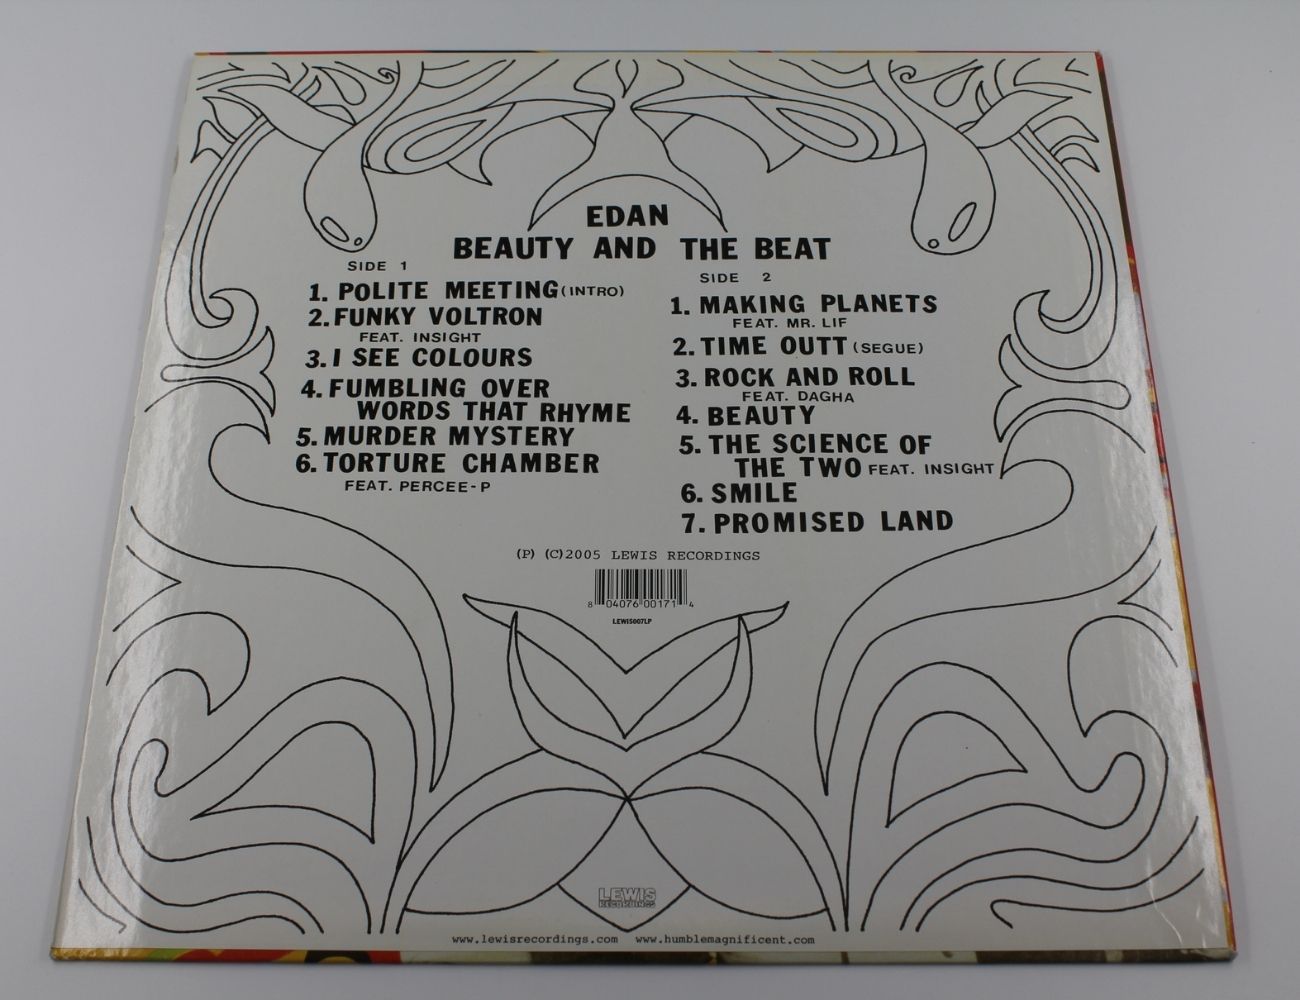 EDAN
BEAUTY AND THE BEAT
SIDE 1
1. POLITE MEETING (INTRO)
2. FUNKY VOLTRON
FEAT. INSIGHT
3. I SEE COLOURS
4. FUMBLING OVER
WORDS THAT RHYME
5. MURDER MYSTERY
6. TORTURE CHAMBER
FEAT. PERCEE-P
SIDE 2
1. MAKING PLANETS
FEAT. MR. LIF
2. TIME OUTT (SEGUE)
3. ROCK AND ROLL
FEAT. DAGHA
4. BEAUTY
5. THE SCIENCE OF
THE TWO FEAT. INSIGHT
6. SMILE
7. PROMISED LAND
(P) (C)2005 LEWIS RECORDINGS
8 04076 00171 4
LEWIS007LP
LEWIS
RECORDINGS
www.lewisrecordings.com www.humblemagnificent.com